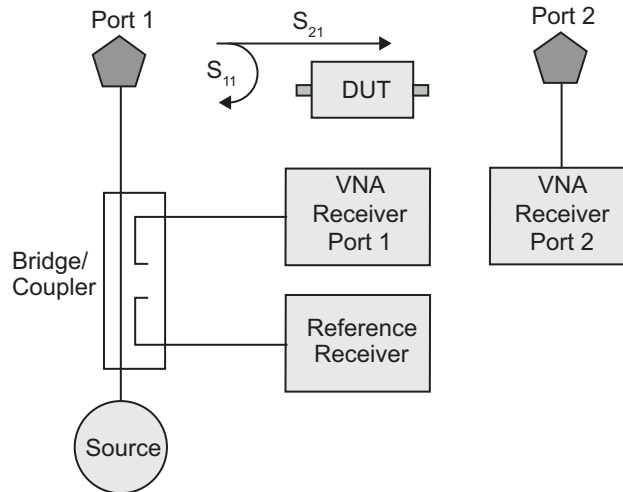 Port 1
S21
Port 2
S11
DUT
VNA
Receiver
Port 1
VNA
Receiver
Port 2
Bridge/
Coupler
Reference
Receiver
Source